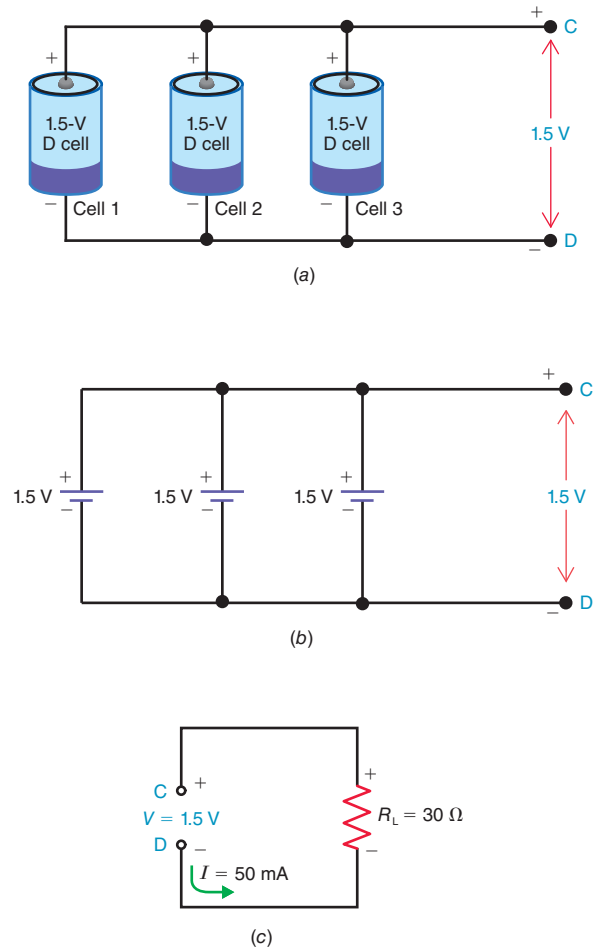 + C
+ + +
1.5-V 1.5-V 1.5-V
D cell D cell D cell
1.5 V
− Cell 1 − Cell 2 − Cell 3
− D
(a)
+ C
+ + +
1.5 V 1.5 V 1.5 V 1.5 V
− − −
− D
(b)
C + +
V = 1.5 V R_L = 30 Ω
D − −
I = 50 mA
(c)